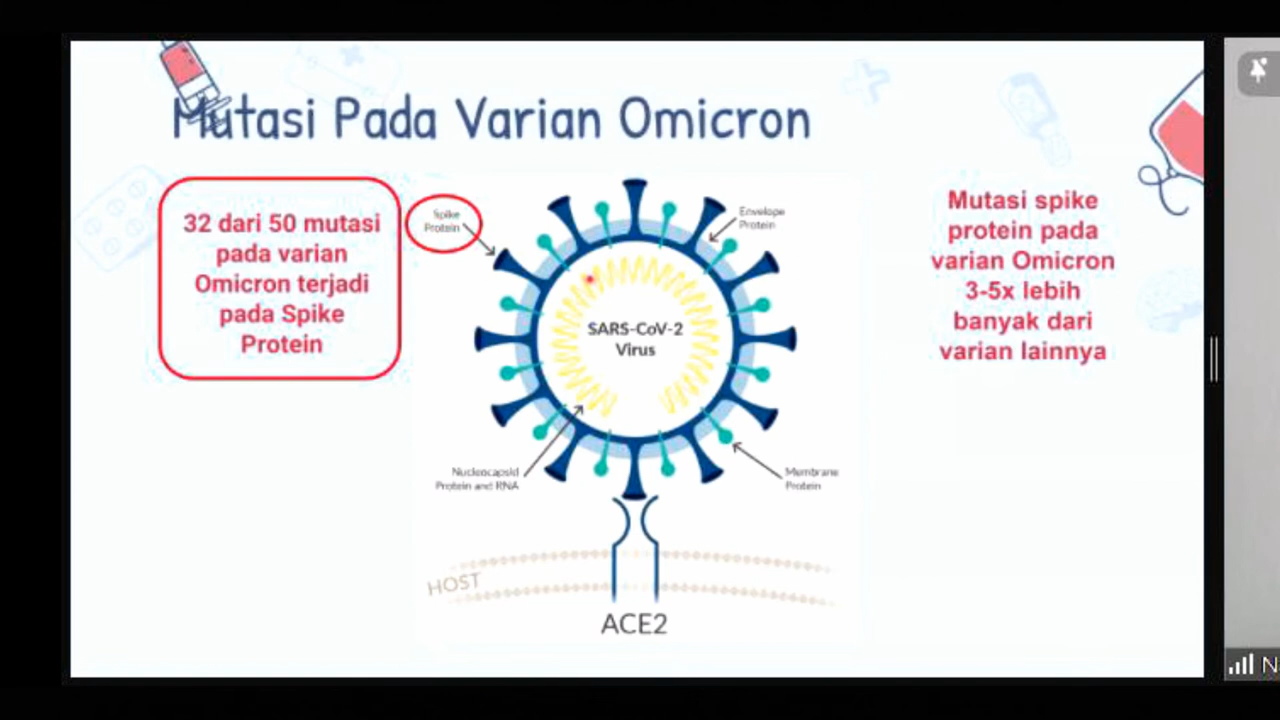 Mutasi Pada Varian Omicron
32 dari 50 mutasi
pada varian
Omicron terjadi
pada Spike
Protein
Spike
Protein
Envelope
Protein
Mutasi spike
protein pada
varian Omicron
3-5x lebih
banyak dari
varian lainnya
SARS-CoV-2
Virus
Nucleocapsid
Protein and RNA
Membrane
Protein
HOST
ACE2